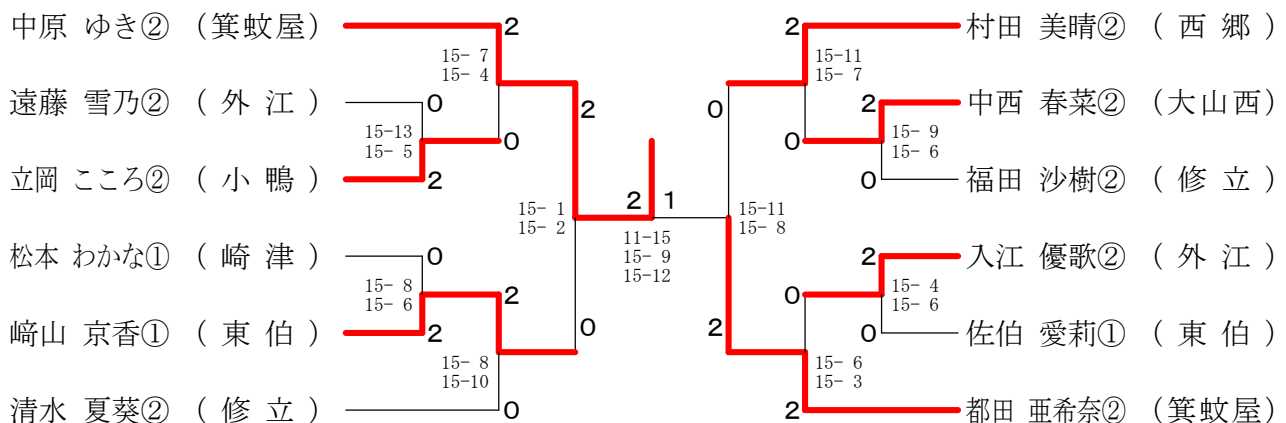 中原 ゆき② (箕蚊屋) 2 2 村田 美晴② ( 西 郷 )
15- 7 15-11
15- 4 15- 7
遠藤 雪乃② ( 外 江 ) 0 2 0 2 中西 春菜② (大山西)
15-13 15- 9
15- 5 0 0 15- 6
立岡 こころ② ( 小 鴨 ) 2 0 福田 沙樹② ( 修 立 )
15- 1 2 1 15-11
15- 2 15- 8
11-15
松本 わかな① ( 崎 津 ) 0 15- 9 2 入江 優歌② ( 外 江 )
15-12
15- 8 2 0 15- 4
15- 6 15- 6
﨑山 京香① ( 東 伯 ) 2 0 2 0 佐伯 愛莉① ( 東 伯 )
15- 8 15- 6
15-10 15- 3
清水 夏葵② ( 修 立 ) 0 2 都田 亜希奈② (箕蚊屋)